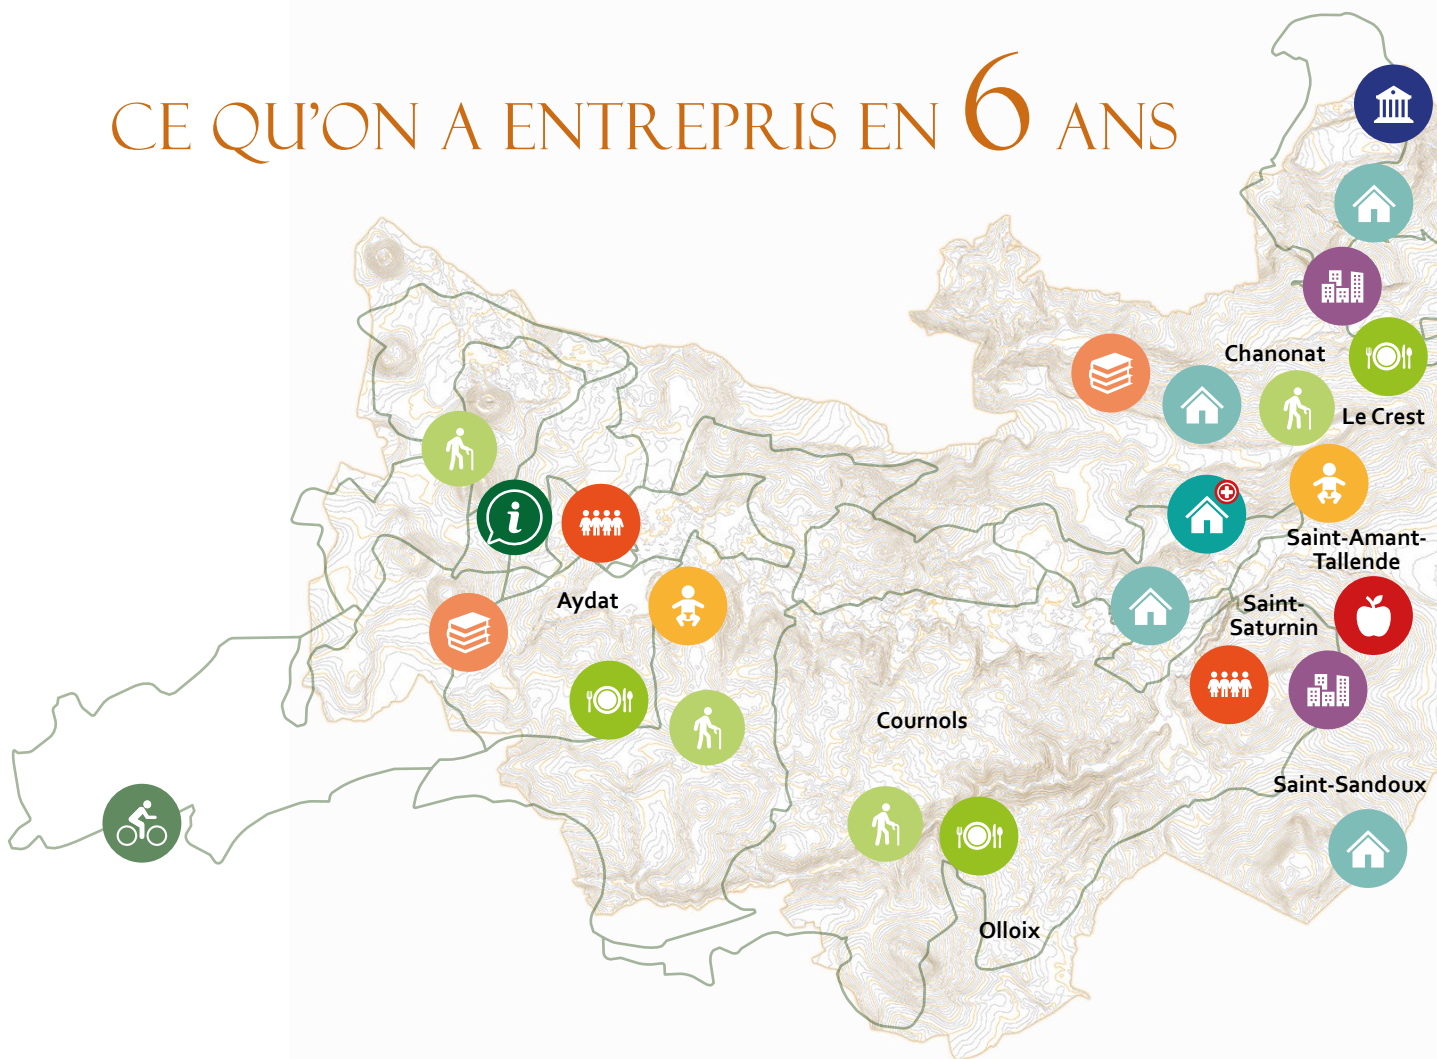 CE QU'ON A ENTREPRIS EN 6 ANS
Chanonat
Le Crest
Saint-Amant-
Tallende
Aydat
Saint-
Saturnin
Cournols
Saint-Sandoux
Olloix
i